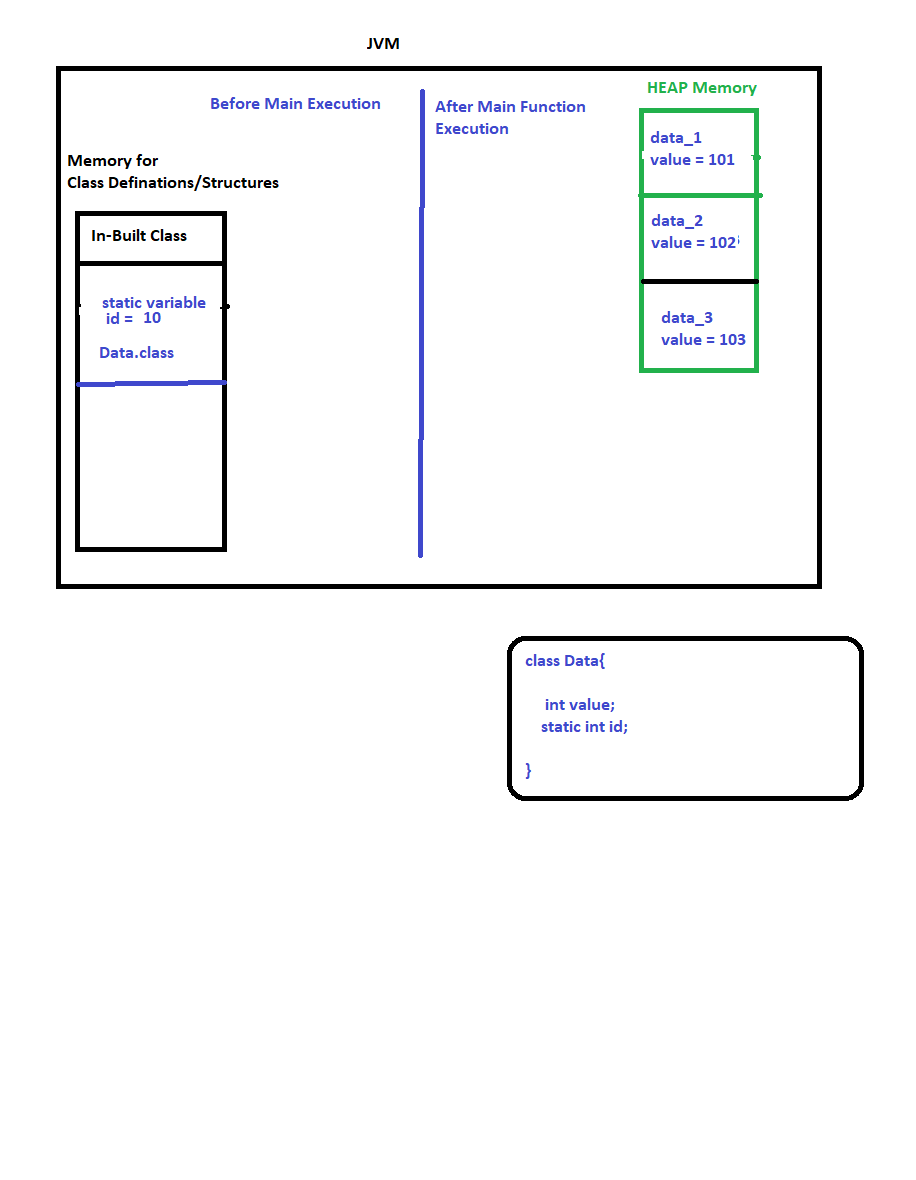 JVM
Before Main Execution
After Main Function
Execution
HEAP Memory
data_1
value = 101
Memory for
Class Definations/Structures
In-Built Class
data_2
value = 102
static variable
id = 10
Data.class
data_3
value = 103
class Data{
int value;
static int id;
}